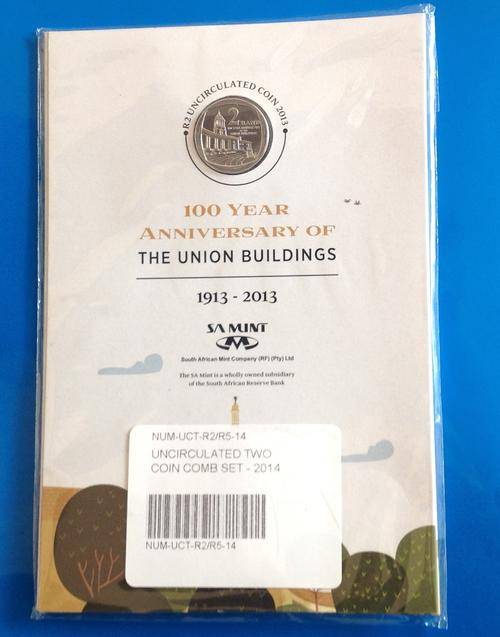 R2 UNCIRCULATED COIN 2013
2 RAND
100 YEAR
ANNIVERSARY OF
THE UNION BUILDINGS
1913 - 2013
SA MINT
South African Mint Company (RF) (Pty) Ltd
The SA Mint is a wholly owned subsidiary
of the South African Reserve Bank
NUM-UCT-R2/R5-14
UNCIRCULATED TWO
COIN COMB SET - 2014
NUM-UCT-R2/R5-14